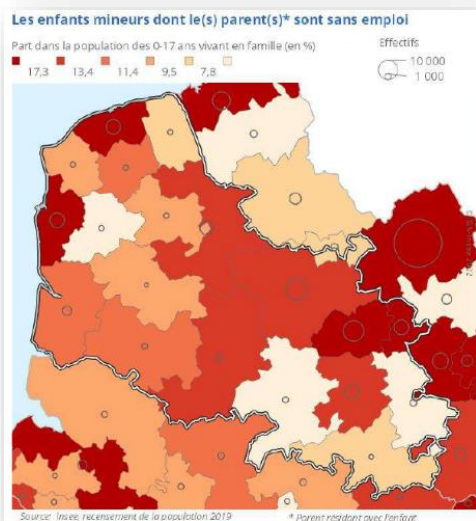 Les enfants mineurs dont le(s) parent(s)* sont sans emploi
Part dans la population des 0-17 ans vivant en famille (en %)
Effectifs
17,3 13,4 11,4 9,5 7,8
10 000
1 000
Source: Insee, recensement de la population 2019
* Parent résidant avec l'enfant